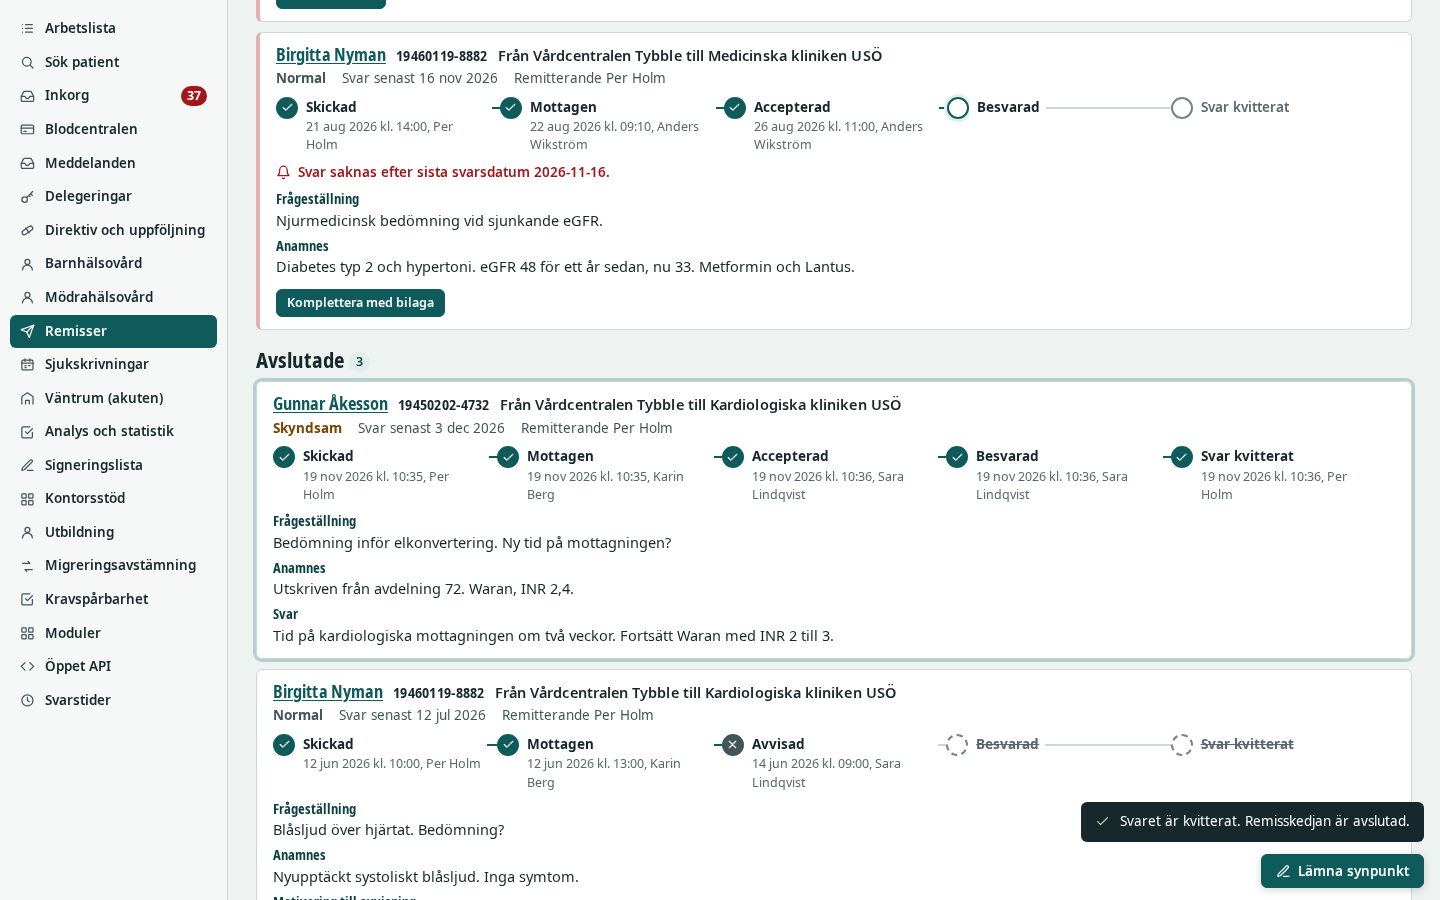 Arbetslista
Sök patient
Inkorg 37
Blodcentralen
Meddelanden
Delegeringar
Direktiv och uppföljning
Barnhälsovård
Mödrahälsovård
Remisser
Sjukskrivningar
Väntrum (akuten)
Analys och statistik
Signeringslista
Kontorsstöd
Utbildning
Migreringsavstämning
Kravspårbarhet
Moduler
Öppet API
Svarstider
Birgitta Nyman 19460119-8882 Från Vårdcentralen Tybble till Medicinska kliniken USÖ
Normal Svar senast 16 nov 2026 Remitterande Per Holm
Skickad Mottagen Accepterad Besvarad Svar kvitterat
21 aug 2026 kl. 14:00, Per 22 aug 2026 kl. 09:10, Anders 26 aug 2026 kl. 11:00, Anders
Holm Wikström Wikström
Svar saknas efter sista svarsdatum 2026-11-16.
Frågeställning
Njurmedicinsk bedömning vid sjunkande eGFR.
Anamnes
Diabetes typ 2 och hypertoni. eGFR 48 för ett år sedan, nu 33. Metformin och Lantus.
Komplettera med bilaga
Avslutade 3
Gunnar Åkesson 19450202-4732 Från Vårdcentralen Tybble till Kardiologiska kliniken USÖ
Skyndsam Svar senast 3 dec 2026 Remitterande Per Holm
Skickad Mottagen Accepterad Besvarad Svar kvitterat
19 nov 2026 kl. 10:35, Per 19 nov 2026 kl. 10:35, Karin 19 nov 2026 kl. 10:36, Sara 19 nov 2026 kl. 10:36, Sara 19 nov 2026 kl. 10:36, Per
Holm Berg Lindqvist Lindqvist Holm
Frågeställning
Bedömning inför elkonvertering. Ny tid på mottagningen?
Anamnes
Utskriven från avdelning 72. Waran, INR 2,4.
Svar
Tid på kardiologiska mottagningen om två veckor. Fortsätt Waran med INR 2 till 3.
Birgitta Nyman 19460119-8882 Från Vårdcentralen Tybble till Kardiologiska kliniken USÖ
Normal Svar senast 12 jul 2026 Remitterande Per Holm
Skickad Mottagen Avvisad Besvarad Svar kvitterat
12 jun 2026 kl. 10:00, Per Holm 12 jun 2026 kl. 13:00, Karin 14 jun 2026 kl. 09:00, Sara
Berg Lindqvist
Frågeställning
Blåsljud över hjärtat. Bedömning?
Anamnes
Nyupptäckt systoliskt blåsljud. Inga symtom.
Svaret är kvitterat. Remisskedjan är avslutad.
Lämna synpunkt